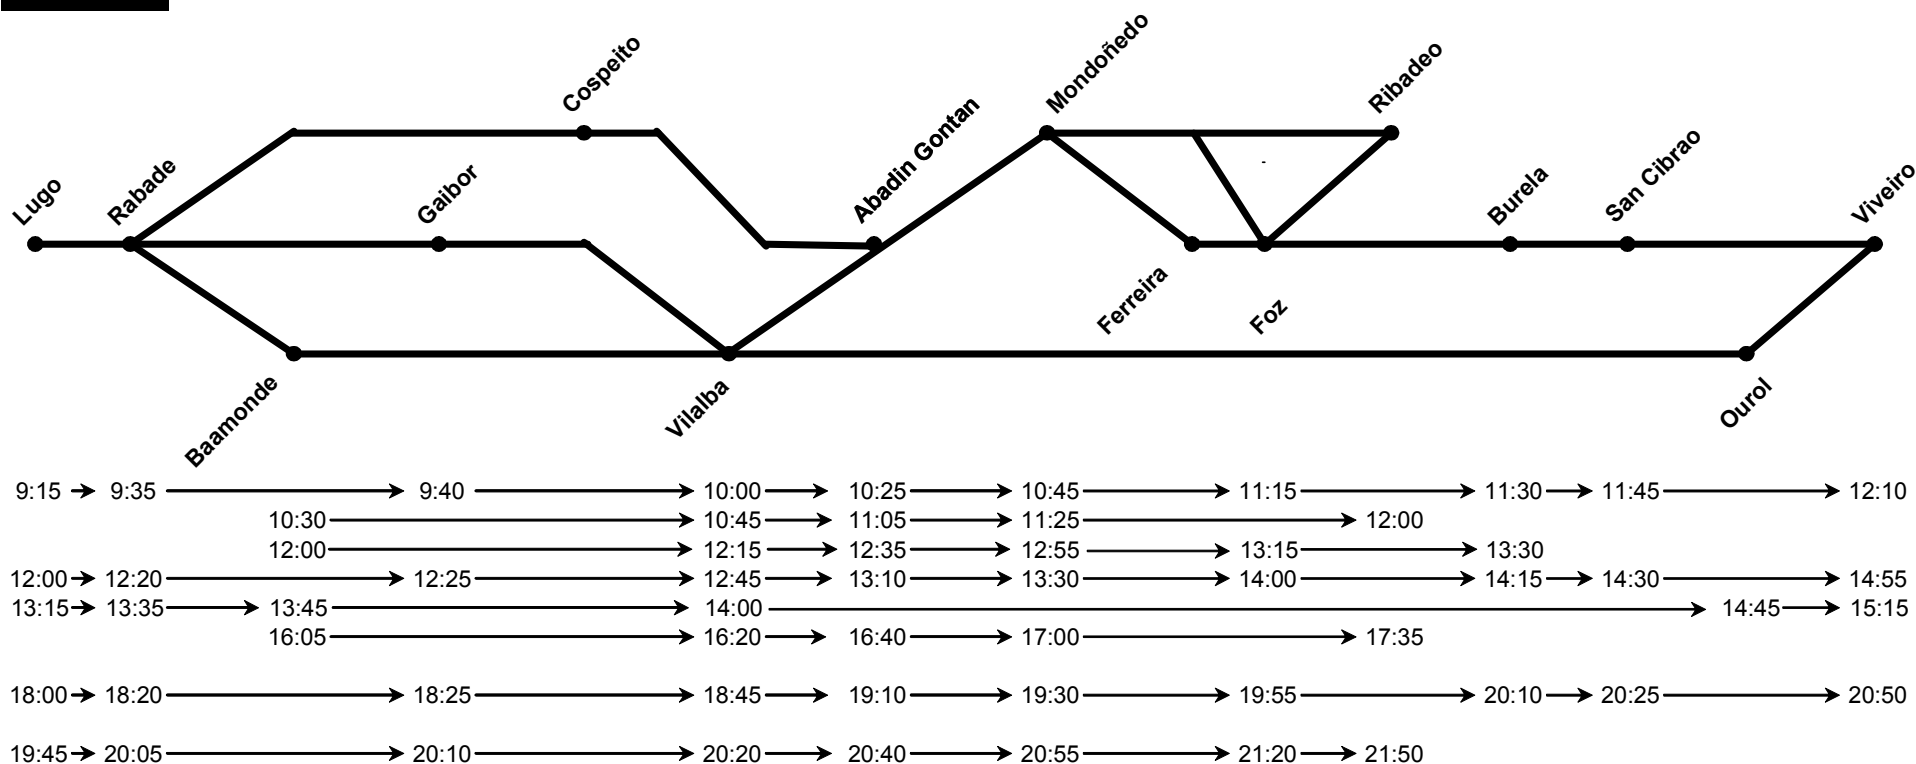 Lugo
Rabade
Cospeito
Gaibor
Baamonde
Vilalba
Abadin Gontan
Mondoñedo
Ferreira
Foz
Ribadeo
Burela
San Cibrao
Ourol
Viveiro
9:15 9:35 9:40 10:00 10:25 10:45 11:15 11:30 11:45 12:10
10:30 10:45 11:05 11:25 12:00
12:00 12:15 12:35 12:55 13:15 13:30
12:00 12:20 12:25 12:45 13:10 13:30 14:00 14:15 14:30 14:55
13:15 13:35 13:45 14:00 14:45 15:15
16:05 16:20 16:40 17:00 17:35
18:00 18:20 18:25 18:45 19:10 19:30 19:55 20:10 20:25 20:50
19:45 20:05 20:10 20:20 20:40 20:55 21:20 21:50